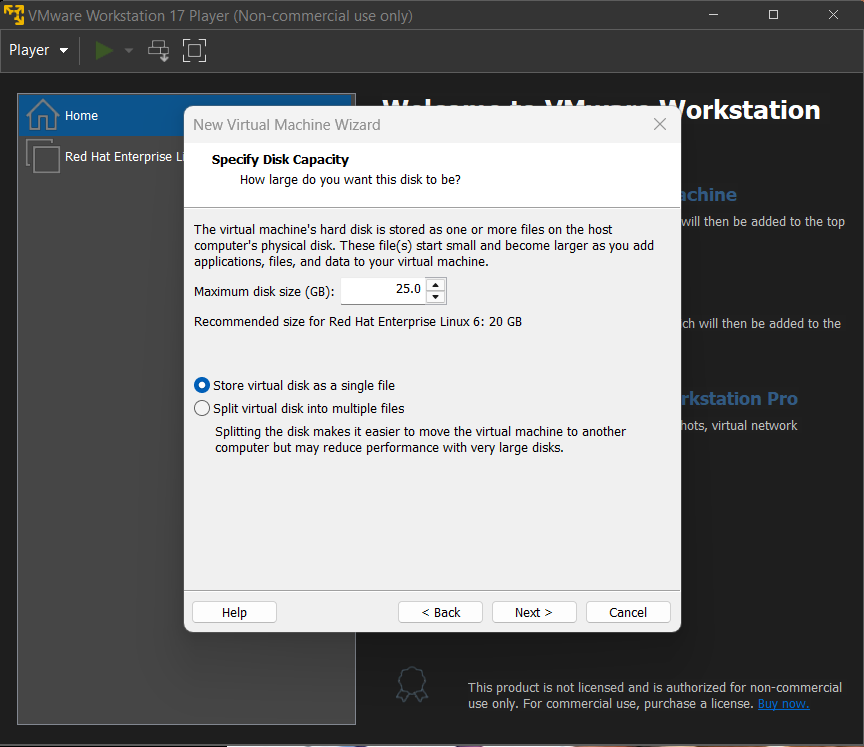 VMware Workstation 17 Player (Non-commercial use only)
Player
Home
Red Hat Enterprise Li
Welcome to VMware Workstation
New Virtual Machine Wizard
Specify Disk Capacity
How large do you want this disk to be?
The virtual machine's hard disk is stored as one or more files on the host
computer's physical disk. These file(s) start small and become larger as you add
applications, files, and data to your virtual machine.
Maximum disk size (GB): 25.0
Recommended size for Red Hat Enterprise Linux 6: 20 GB
Store virtual disk as a single file
Split virtual disk into multiple files
Splitting the disk makes it easier to move the virtual machine to another
computer but may reduce performance with very large disks.
Help
< Back
Next >
Cancel
achine
will then be added to the top
ch will then be added to the
rkstation Pro
hots, virtual network
This product is not licensed and is authorized for non-commercial
use only. For commercial use, purchase a license. Buy now.